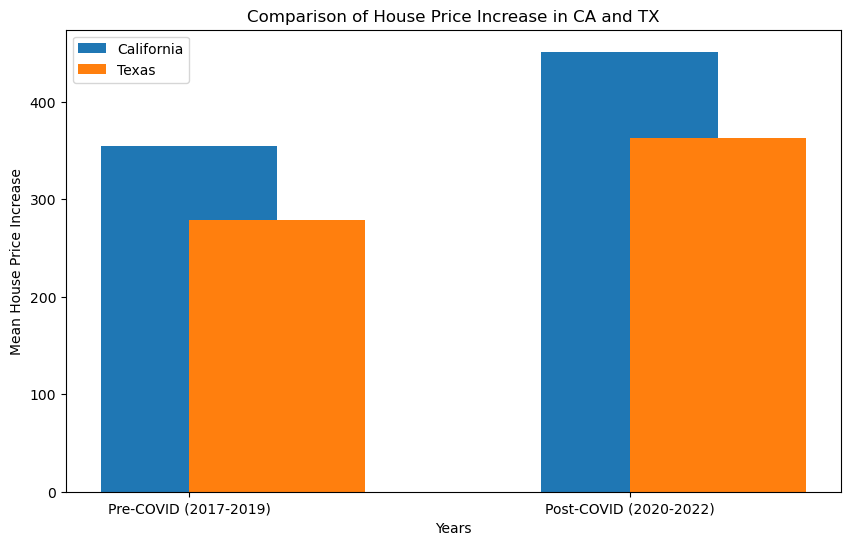 Comparison of House Price Increase in CA and TX
California
Texas
Mean House Price Increase
400
300
200
100
0
Pre-COVID (2017-2019) Post-COVID (2020-2022)
Years